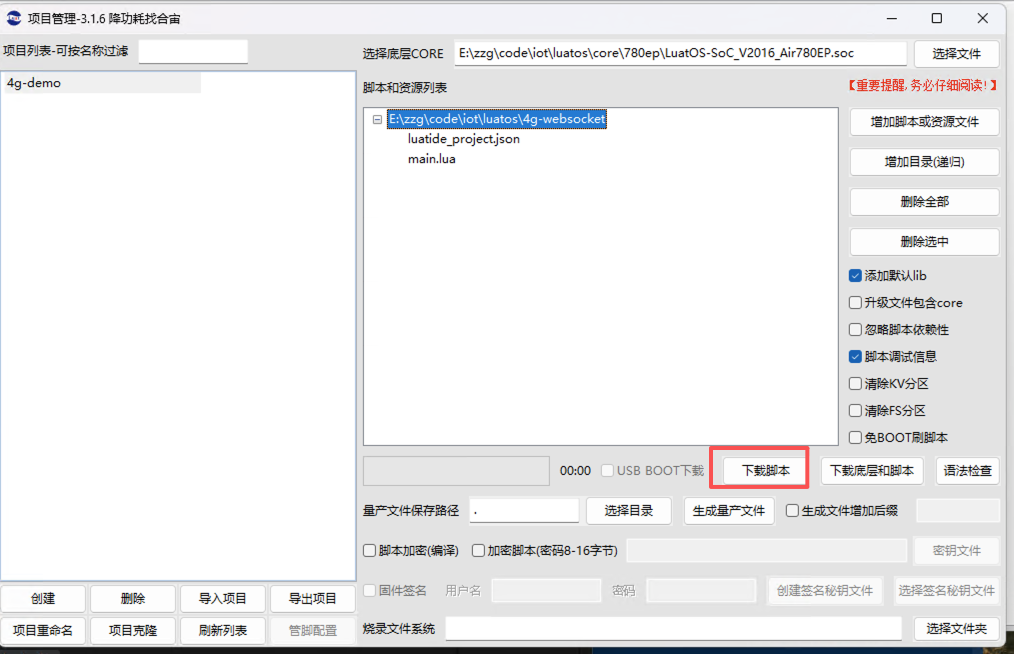 项目管理-3.1.6 降功耗找合宙
项目列表-可按名称过滤
4g-demo
选择底层CORE E:\zzg\code\iot\luatos\core\780ep\LuatOS-SoC_V2016_Air780EP.soc 选择文件
脚本和资源列表 【重要提醒, 务必仔细阅读! 】
E:\zzg\code\iot\luatos\4g-websocket
luatide_project.json
main.lua
增加脚本或资源文件
增加目录(递归)
删除全部
删除选中
添加默认lib
升级文件包含core
忽略脚本依赖性
脚本调试信息
清除KV分区
清除FS分区
免BOOT刷脚本
00:00 USB BOOT下载 下载脚本 下载底层和脚本 语法检查
量产文件保存路径 . 选择目录 生成量产文件 生成文件增加后缀
脚本加密(编译) 加密脚本(密码8-16字节) 密钥文件
固件签名 用户名 密码 创建签名秘钥文件 选择签名秘钥文件
烧录文件系统 选择文件夹
创建 删除 导入项目 导出项目
项目重命名 项目克隆 刷新列表 管脚配置